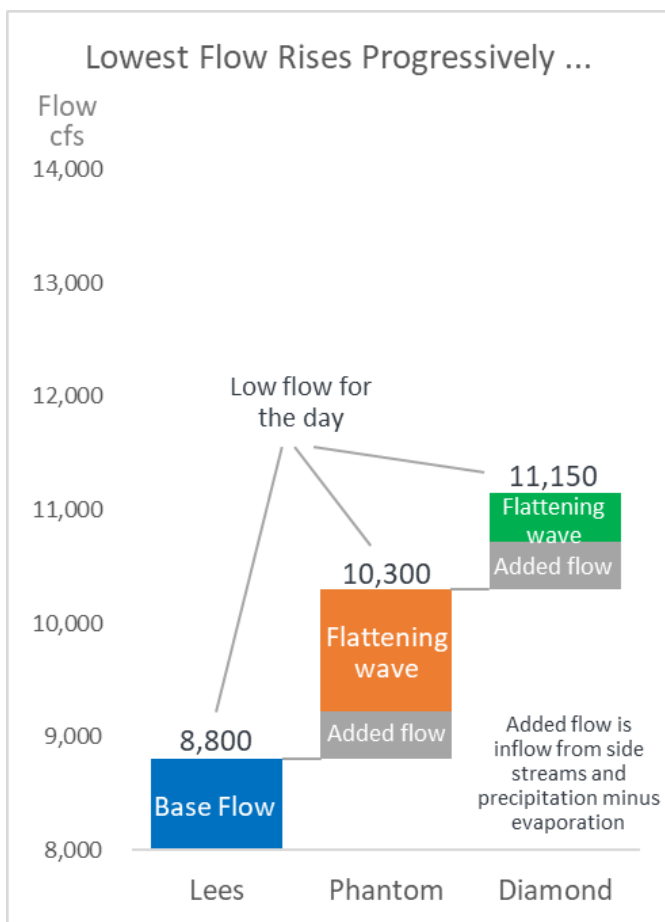 Lowest Flow Rises Progressively ...
Flow
cfs
14,000
13,000
12,000
11,000
10,000
9,000
8,000
Low flow for
the day
8,800
Base Flow
10,300
Flattening
wave
Added flow
11,150
Flattening
wave
Added flow
Added flow is
inflow from side
streams and
precipitation minus
evaporation
Lees
Phantom
Diamond